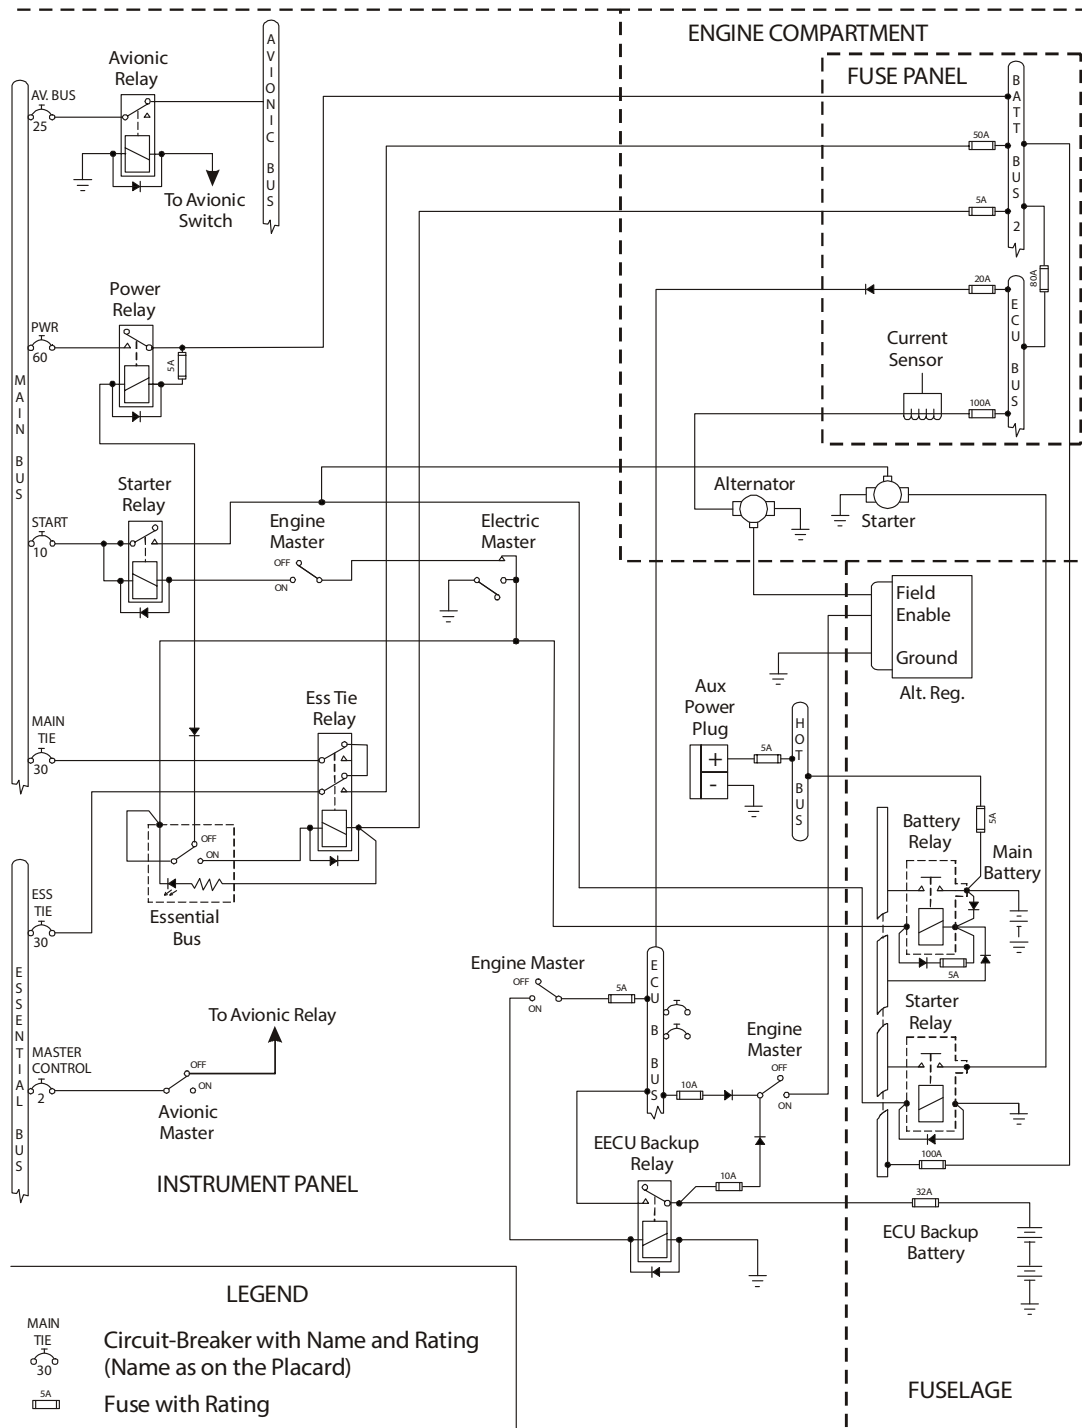 ENGINE COMPARTMENT
FUSE PANEL
AVIONIC BUS
Avionic
Relay
AV. BUS
25
To Avionic
Switch
BATT BUS 2
50A
5A
20A
80A
ECU BUS
Current
Sensor
100A
Power
Relay
PWR
60
5A
MAIN BUS
Starter
Relay
START
10
Engine
Master
OFF
ON
Electric
Master
Alternator
Starter
Field
Enable
Ground
Alt. Reg.
Aux
Power
Plug
+
-
5A
HOT BUS
MAIN
TIE
30
Ess Tie
Relay
OFF
ON
Essential
Bus
Battery
Relay
5A
Main
Battery
5A
ESS
TIE
30
ESSENTIAL BUS
MASTER
CONTROL
2
To Avionic Relay
OFF
ON
Avionic
Master
INSTRUMENT PANEL
Engine Master
OFF
ON
5A
ECU B BUS
10A
Engine
Master
OFF
ON
Starter
Relay
100A
EECU Backup
Relay
10A
32A
ECU Backup
Battery
FUSELAGE
LEGEND
MAIN
TIE
30
Circuit-Breaker with Name and Rating
(Name as on the Placard)
5A
Fuse with Rating